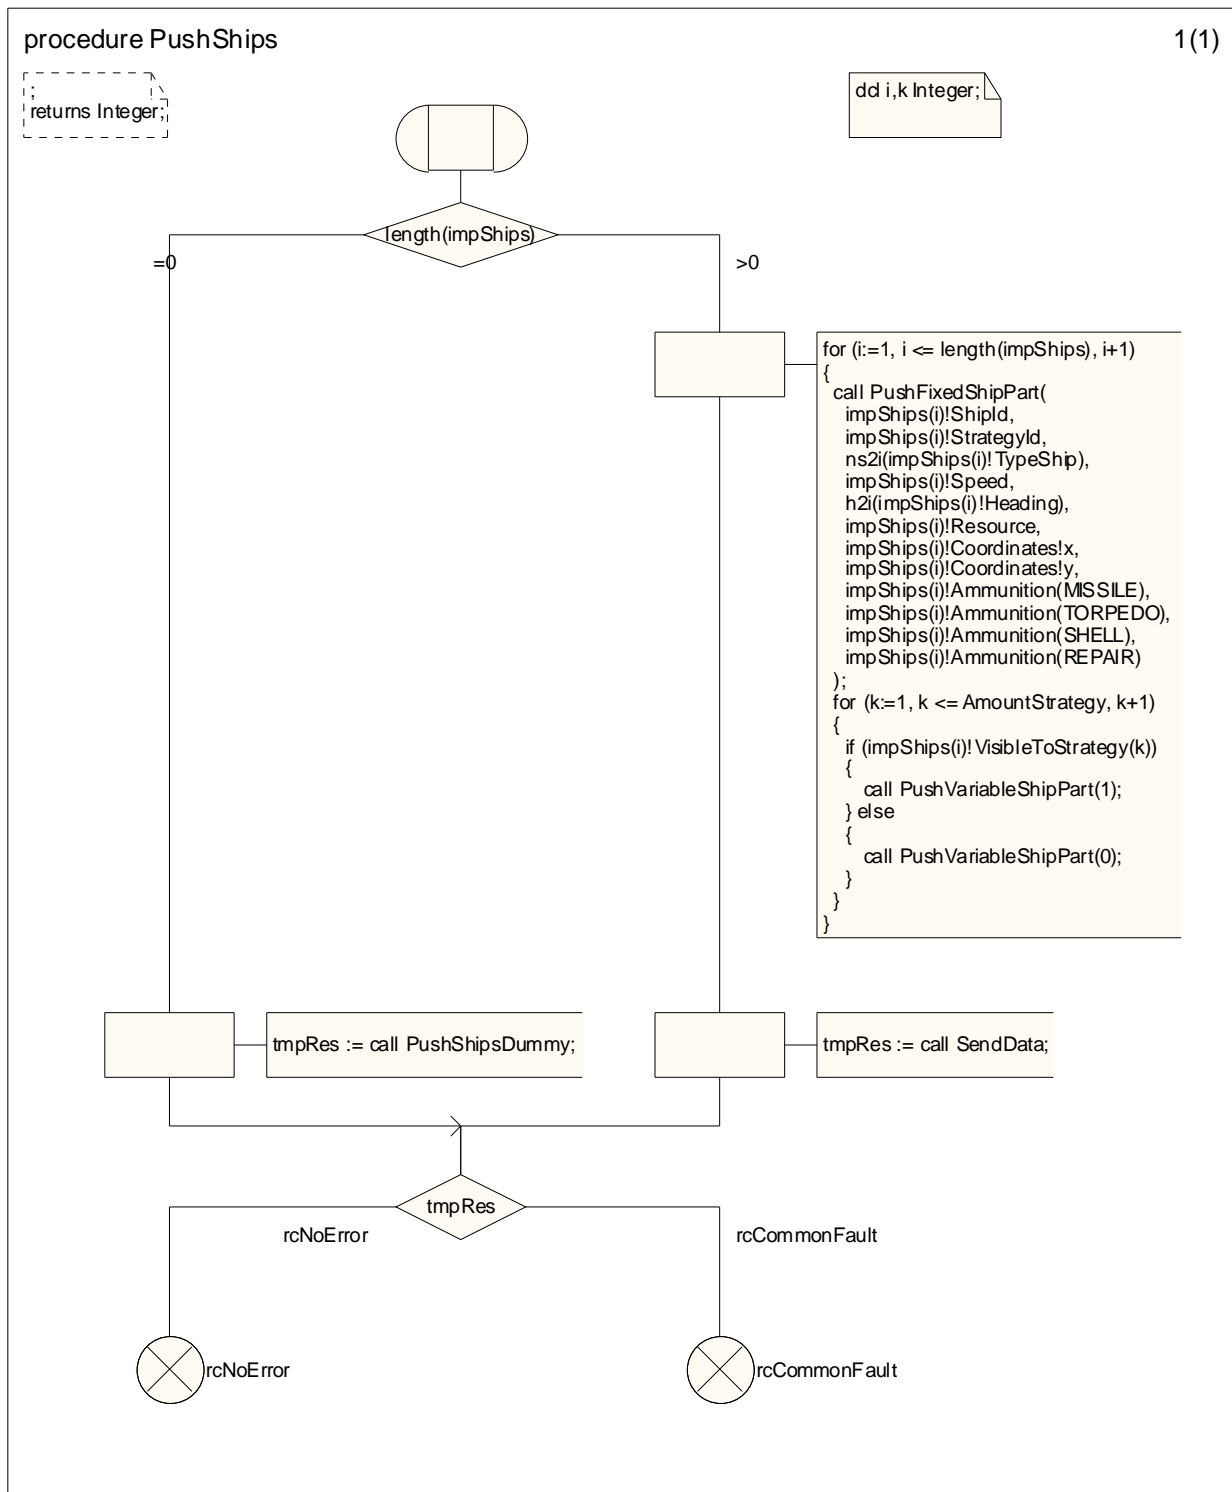 procedure PushShips
1(1)
;
returns Integer;
dcl i,k Integer;
length(impShips)
=0
>0
for (i:=1, i <= length(impShips), i+1)
{
call PushFixedShipPart(
impShips(i)!ShipId,
impShips(i)!StrategyId,
ns2i(impShips(i)!TypeShip),
impShips(i)!Speed,
h2i(impShips(i)!Heading),
impShips(i)!Resource,
impShips(i)!Coordinates!x,
impShips(i)!Coordinates!y,
impShips(i)!Ammunition(MISSILE),
impShips(i)!Ammunition(TORPEDO),
impShips(i)!Ammunition(SHELL),
impShips(i)!Ammunition(REPAIR)
);
for (k:=1, k <= AmountStrategy, k+1)
{
if (impShips(i)!VisibleToStrategy(k))
{
call PushVariableShipPart(1);
} else
{
call PushVariableShipPart(0);
}
}
}
tmpRes := call PushShipsDummy;
tmpRes := call SendData;
tmpRes
rcNoError
rcCommonFault
rcNoError
rcCommonFault